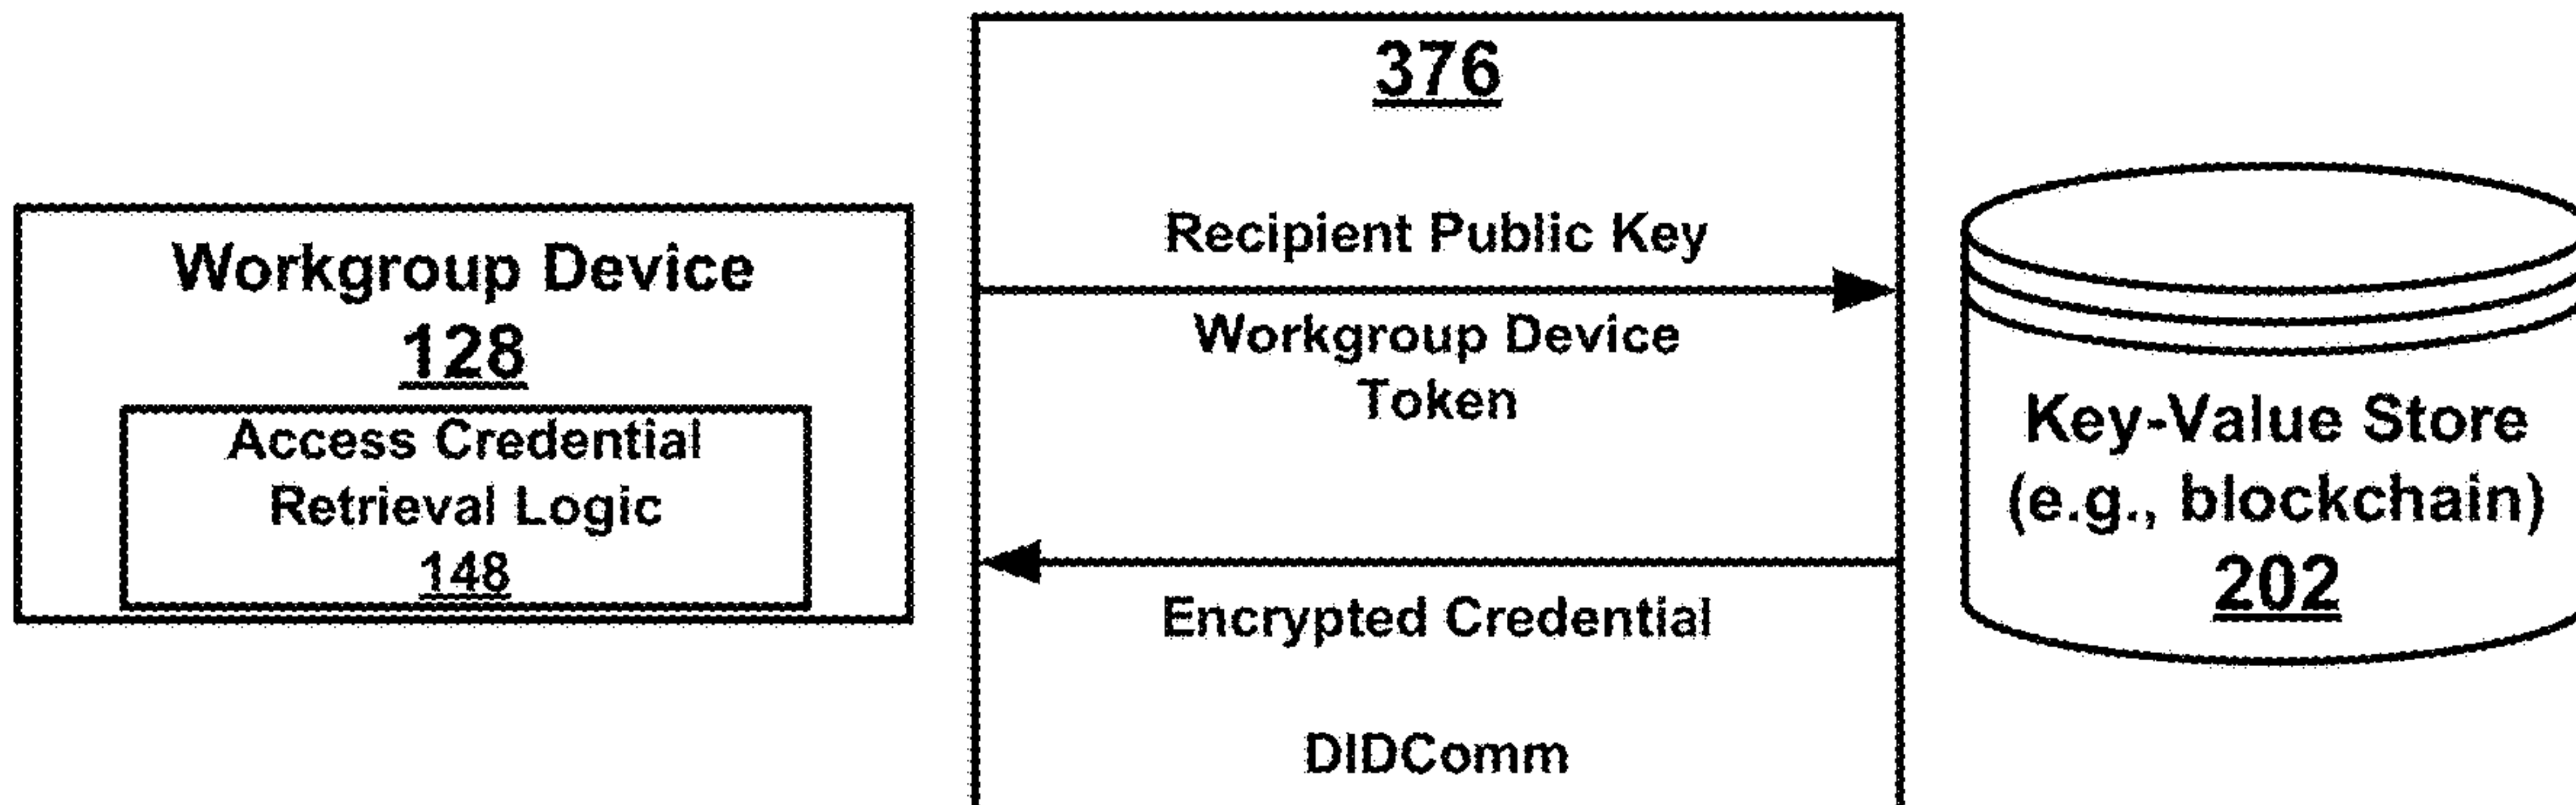 Workgroup Device
128
Access Credential
Retrieval Logic
148
376
Recipient Public Key
Workgroup Device
Token
Encrypted Credential
DIDComm
Key-Value Store
(e.g., blockchain)
202